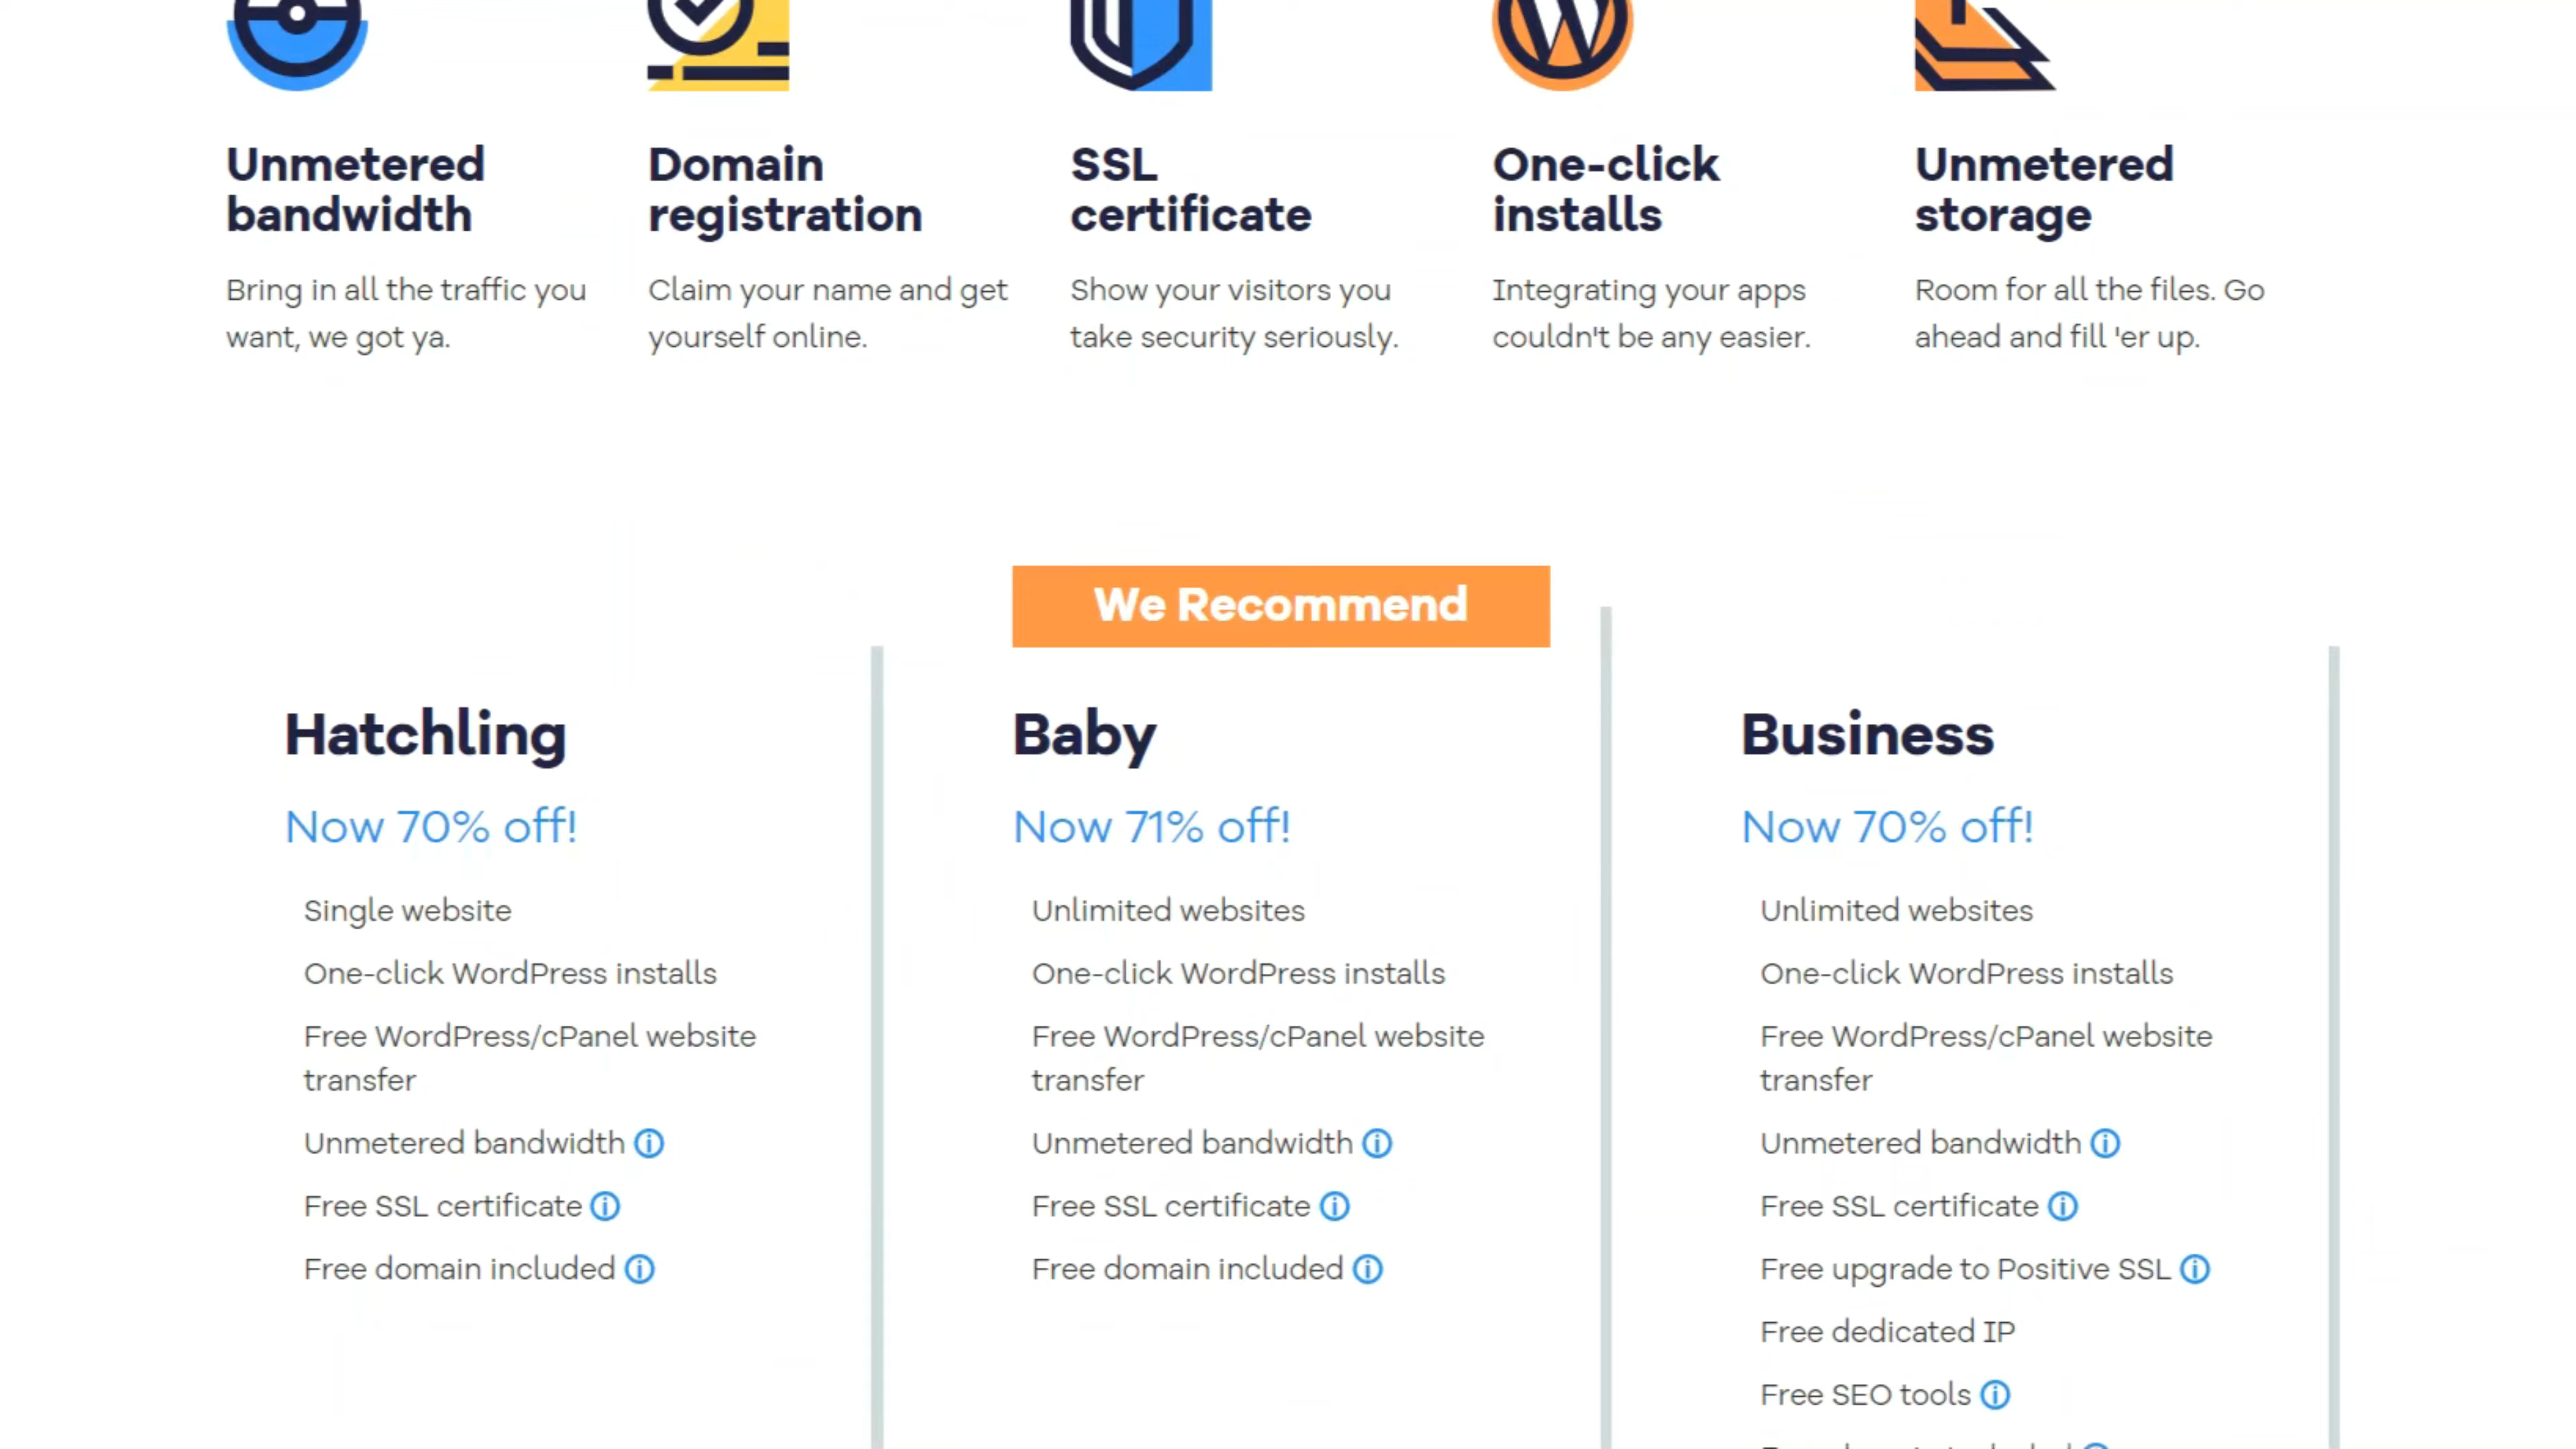 Unmetered
bandwidth
Bring in all the traffic you
want, we got ya.
Domain
registration
Claim your name and get
yourself online.
SSL
certificate
Show your visitors you
take security seriously.
One-click
installs
Integrating your apps
couldn't be any easier.
Unmetered
storage
Room for all the files. Go
ahead and fill 'er up.
Hatchling
Now 70% off!
Single website
One-click WordPress installs
Free WordPress/cPanel website
transfer
Unmetered bandwidth
Free SSL certificate
Free domain included
We Recommend
Baby
Now 71% off!
Unlimited websites
One-click WordPress installs
Free WordPress/cPanel website
transfer
Unmetered bandwidth
Free SSL certificate
Free domain included
Business
Now 70% off!
Unlimited websites
One-click WordPress installs
Free WordPress/cPanel website
transfer
Unmetered bandwidth
Free SSL certificate
Free upgrade to Positive SSL
Free dedicated IP
Free SEO tools